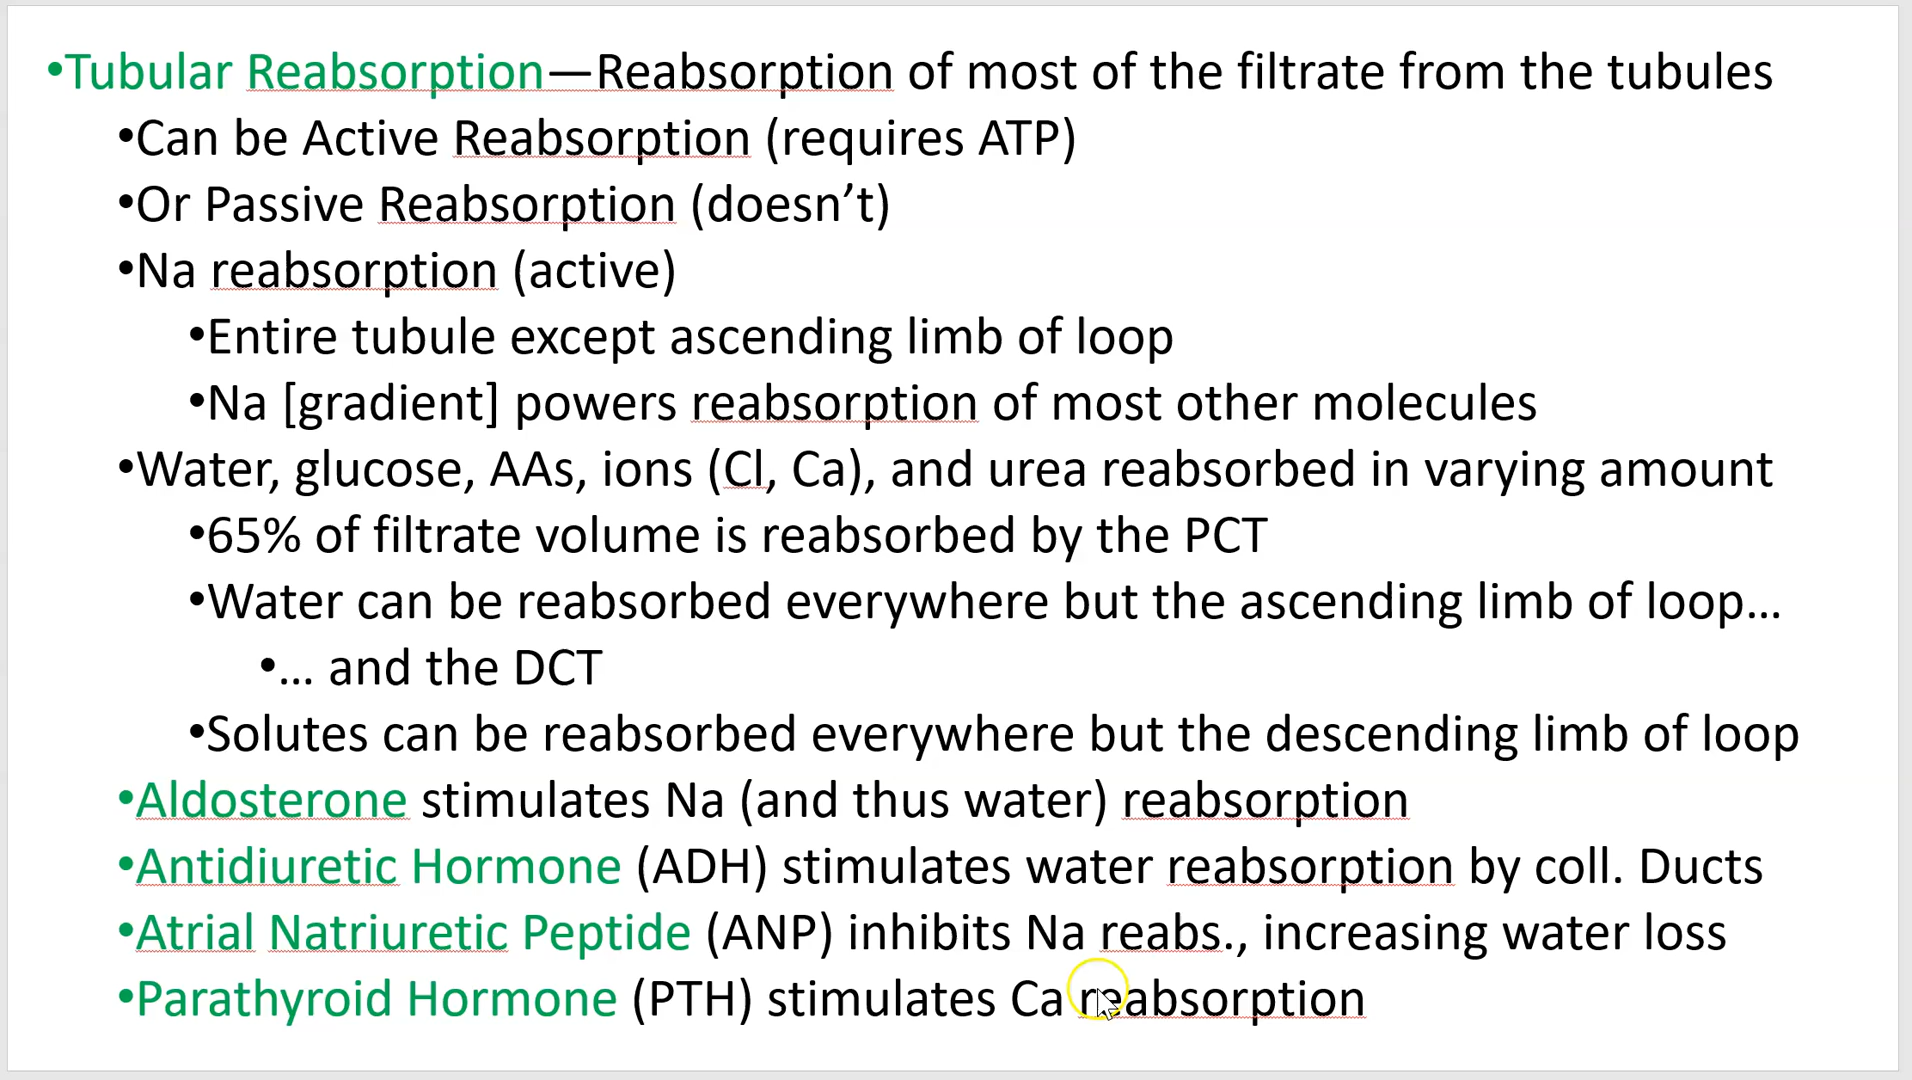 •Tubular Reabsorption—Reabsorption of most of the filtrate from the tubules
•Can be Active Reabsorption (requires ATP)
•Or Passive Reabsorption (doesn’t)
•Na reabsorption (active)
•Entire tubule except ascending limb of loop
•Na [gradient] powers reabsorption of most other molecules
•Water, glucose, AAs, ions (Cl, Ca), and urea reabsorbed in varying amount
•65% of filtrate volume is reabsorbed by the PCT
•Water can be reabsorbed everywhere but the ascending limb of loop…
•… and the DCT
•Solutes can be reabsorbed everywhere but the descending limb of loop
•Aldosterone stimulates Na (and thus water) reabsorption
•Antidiuretic Hormone (ADH) stimulates water reabsorption by coll. Ducts
•Atrial Natriuretic Peptide (ANP) inhibits Na reabs., increasing water loss
•Parathyroid Hormone (PTH) stimulates Ca reabsorption